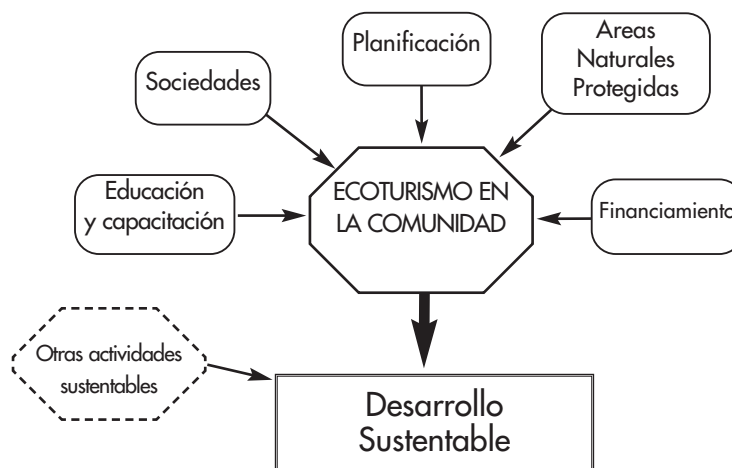 Planificación
Areas
Naturales
Protegidas
Sociedades
ECOTURISMO EN
LA COMUNIDAD
Educación
y capacitación
Financiamiento
Otras actividades
sustentables
Desarrollo
Sustentable